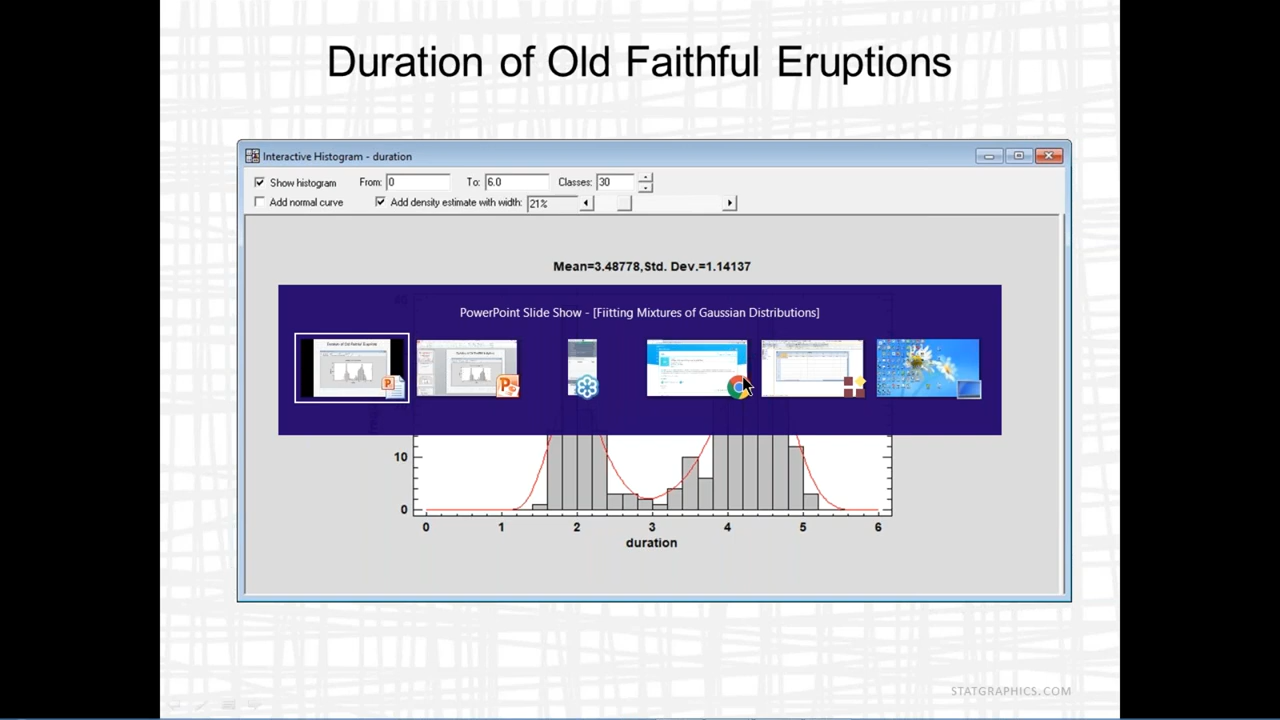 Duration of Old Faithful Eruptions
Interactive Histogram - duration
Show histogram From: 0 To: 6.0 Classes: 30
Add normal curve Add density estimate with width: 21%
Mean=3.48778,Std. Dev.=1.14137
PowerPoint Slide Show - [Fiitting Mixtures of Gaussian Distributions]
10
0
0 1 2 3 4 5 6
duration
STATGRAPHICS.COM